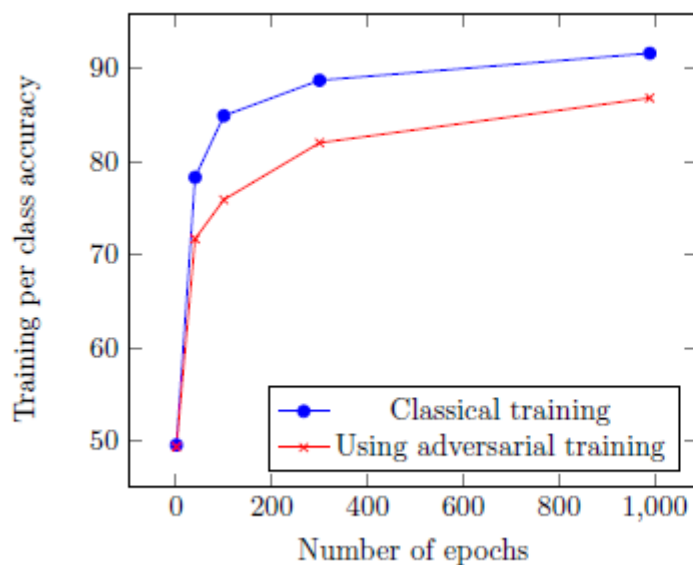 90
80
70
60
50
Training per class accuracy
Classical training
Using adversarial training
0 200 400 600 800 1,000
Number of epochs